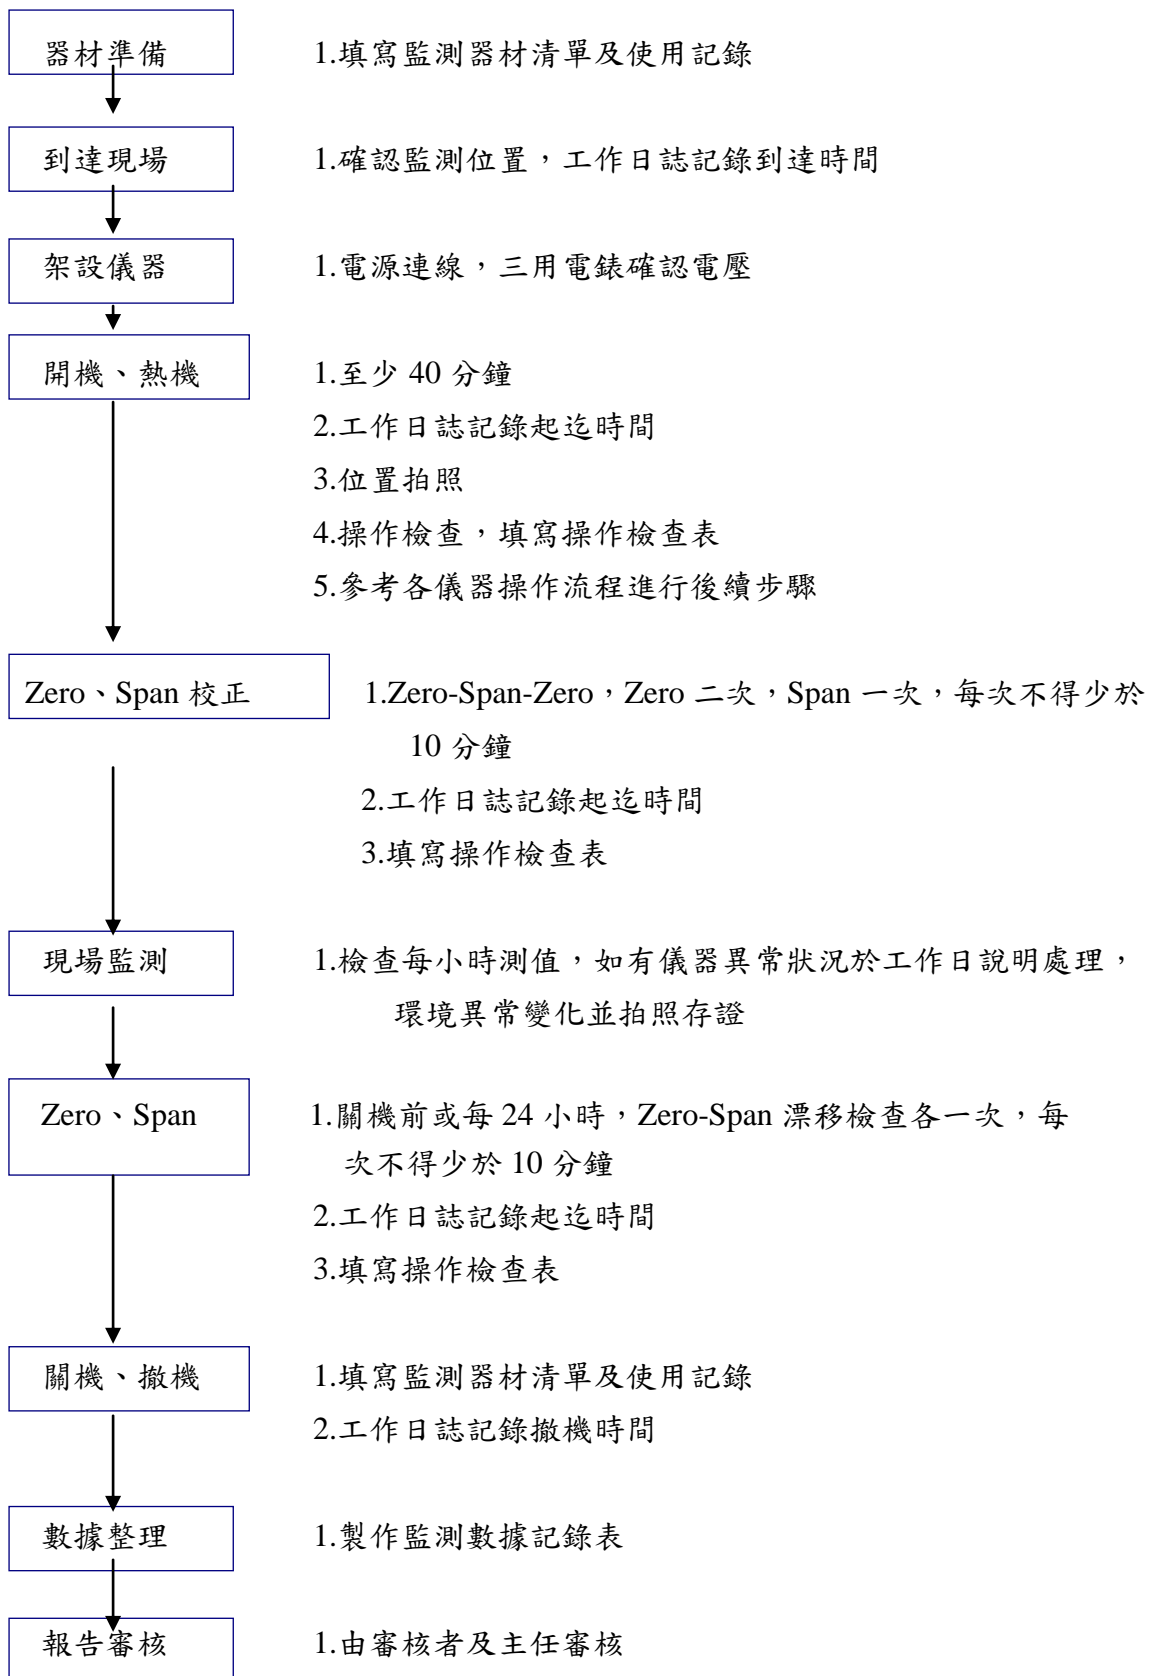 器材準備 1.填寫監測器材清單及使用記錄
到達現場 1.確認監測位置，工作日誌記錄到達時間
架設儀器 1.電源連線，三用電錶確認電壓
開機、熱機 1.至少 40 分鐘
2.工作日誌記錄起迄時間
3.位置拍照
4.操作檢查，填寫操作檢查表
5.參考各儀器操作流程進行後續步驟
Zero、Span 校正 1.Zero-Span-Zero，Zero 二次，Span 一次，每次不得少於
10 分鐘
2.工作日誌記錄起迄時間
3.填寫操作檢查表
現場監測 1.檢查每小時測值，如有儀器異常狀況於工作日說明處理，
環境異常變化並拍照存證
Zero、Span 1.關機前或每 24 小時，Zero-Span 漂移檢查各一次，每
次不得少於 10 分鐘
2.工作日誌記錄起迄時間
3.填寫操作檢查表
關機、撤機 1.填寫監測器材清單及使用記錄
2.工作日誌記錄撤機時間
數據整理 1.製作監測數據記錄表
報告審核 1.由審核者及主任審核